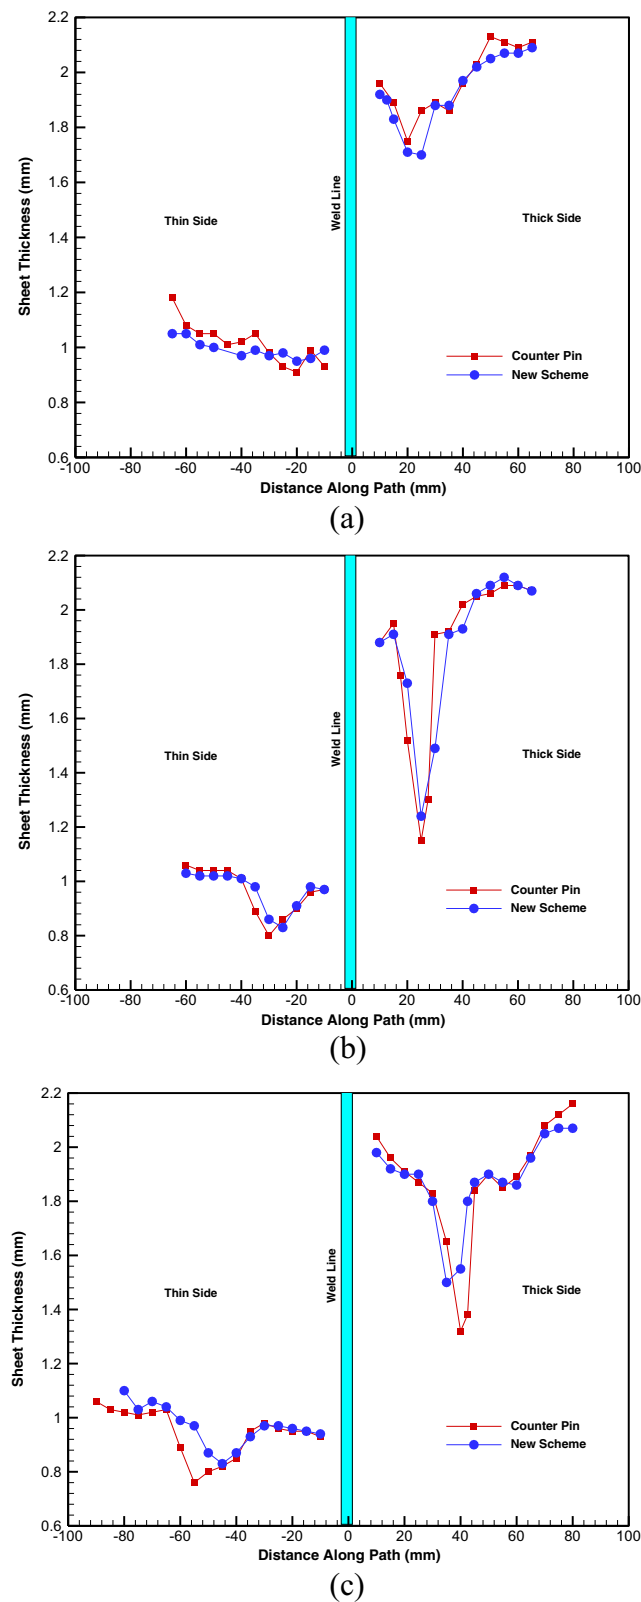 2.2
2
1.8
1.6
1.4
1.2
1
0.8
0.6
Sheet Thickness (mm)
Thin Side
Weld Line
Thick Side
Counter Pin
New Scheme
-100 -80 -60 -40 -20 0 20 40 60 80 100
Distance Along Path (mm)
(a)
2.2
2
1.8
1.6
1.4
1.2
1
0.8
0.6
Sheet Thickness (mm)
Thin Side
Weld Line
Thick Side
Counter Pin
New Scheme
-100 -80 -60 -40 -20 0 20 40 60 80 100
Distance Along Path (mm)
(b)
2.2
2
1.8
1.6
1.4
1.2
1
0.8
0.6
Sheet Thickness (mm)
Thin Side
Weld Line
Thick Side
Counter Pin
New Scheme
-100 -80 -60 -40 -20 0 20 40 60 80 100
Distance Along Path (mm)
(c)